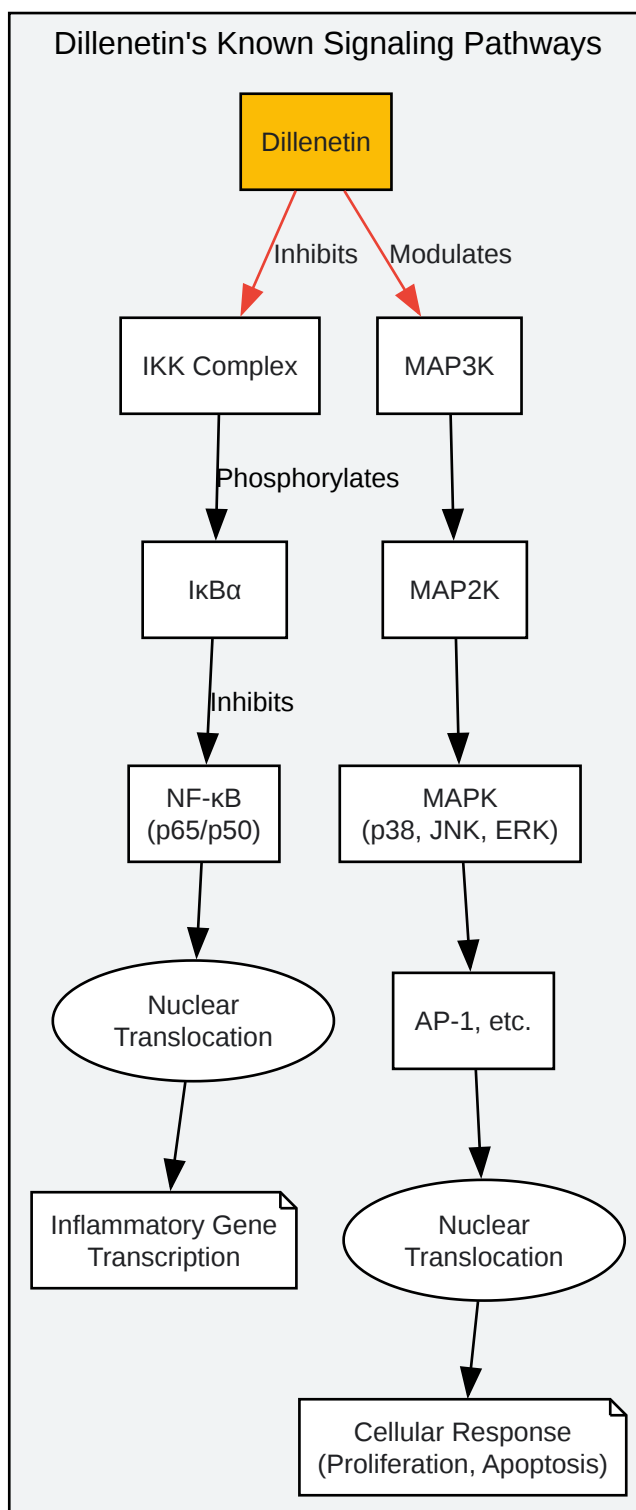 Dillenetin's Known Signaling Pathways
Dillenetin
Inhibits
Modulates
IKK Complex
MAP3K
Phosphorylates
IκBα
MAP2K
Inhibits
NF-κB
(p65/p50)
MAPK
(p38, JNK, ERK)
Nuclear
Translocation
AP-1, etc.
Inflammatory Gene
Transcription
Nuclear
Translocation
Cellular Response
(Proliferation, Apoptosis)